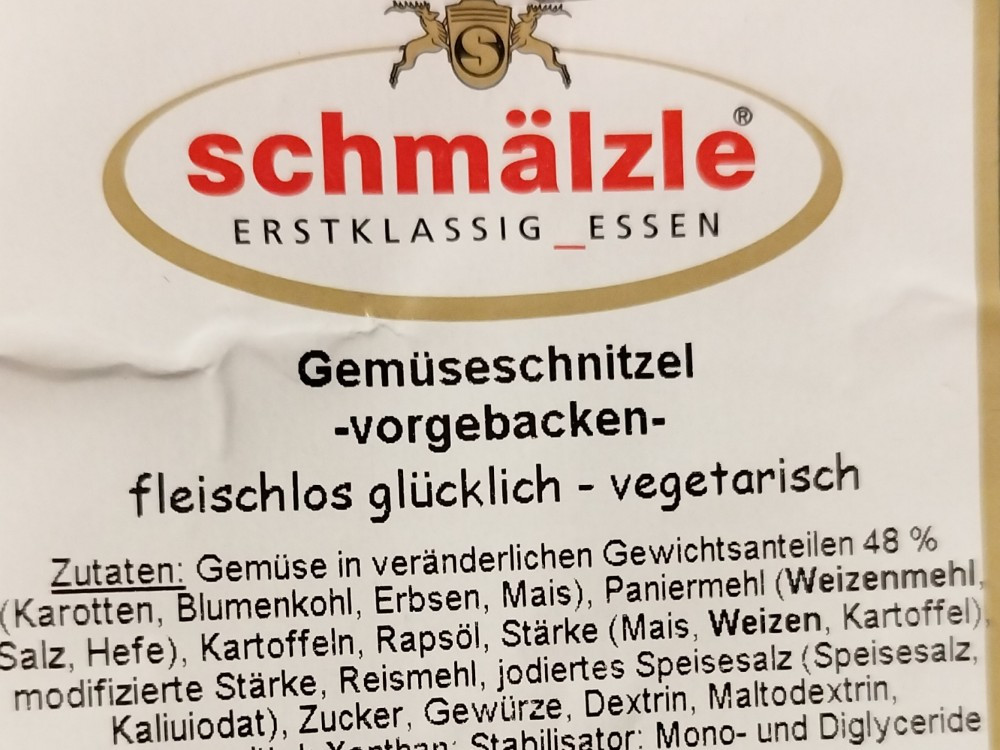 S
schmälzle®
ERSTKLASSIG_ESSEN
Gemüseschnitzel
-vorgebacken-
fleischlos glücklich - vegetarisch
Zutaten: Gemüse in veränderlichen Gewichtsanteilen 48 %
(Karotten, Blumenkohl, Erbsen, Mais), Paniermehl (Weizenmehl,
Salz, Hefe), Kartoffeln, Rapsöl, Stärke (Mais, Weizen, Kartoffel),
modifizierte Stärke, Reismehl, jodiertes Speisesalz (Speisesalz,
Kaliuiodat), Zucker, Gewürze, Dextrin, Maltodextrin,
Xanthan; Stabilisator: Mono- und Diglyceride